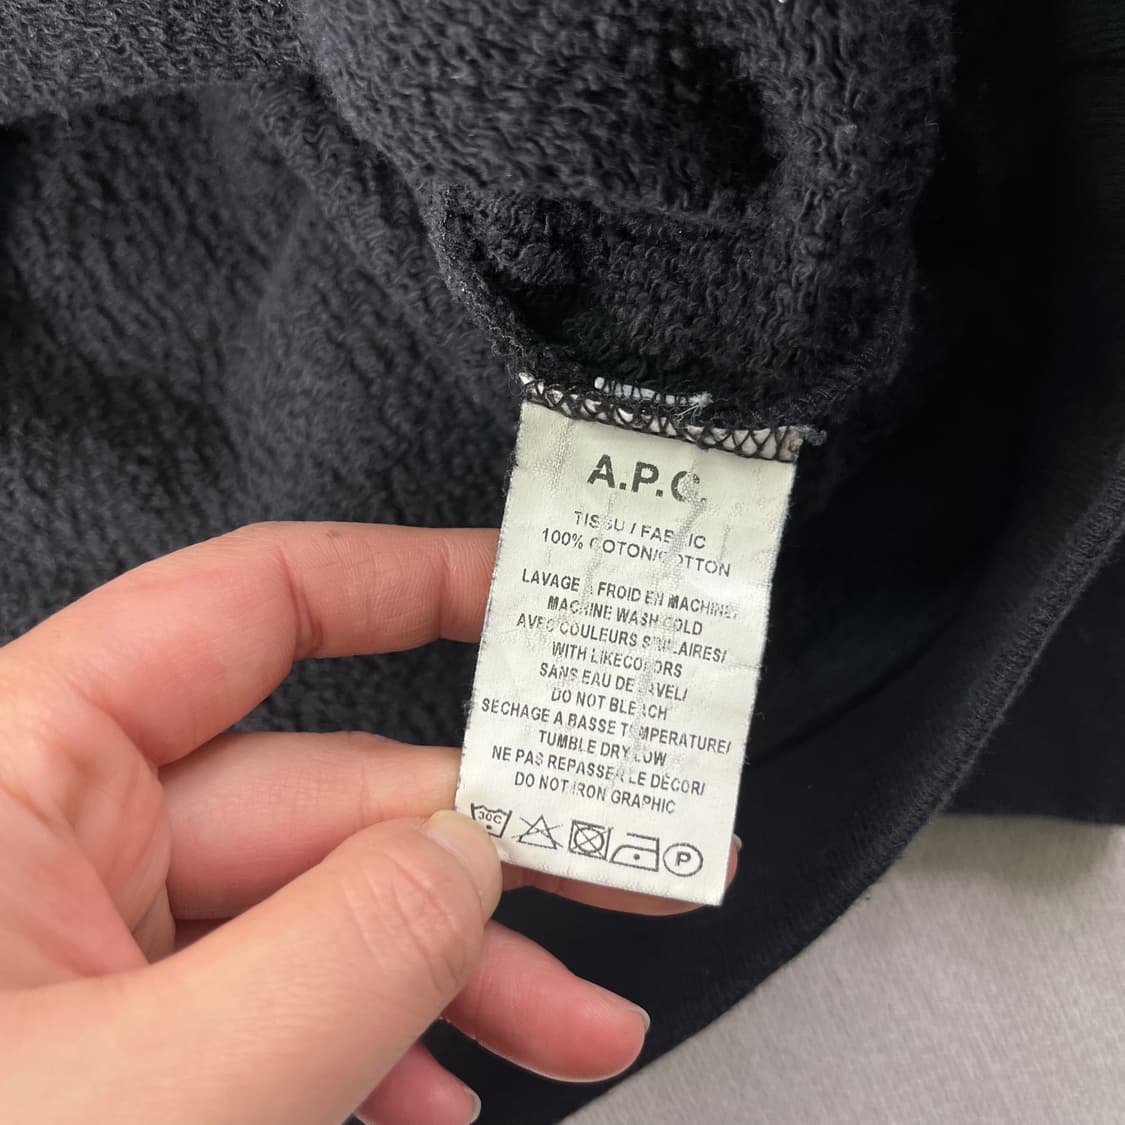 A.P.C.
TISSU / FABRIC
100% COTON/COTTON
LAVAGE A FROID EN MACHINE/
MACHINE WASH COLD
AVEC COULEURS SIMILAIRES/
WITH LIKECOLORS
SANS EAU DE JAVEL/
DO NOT BLEACH
SECHAGE A BASSE TEMPERATURE/
TUMBLE DRY LOW
NE PAS REPASSER LE DÉCOR/
DO NOT IRON GRAPHIC
30C P